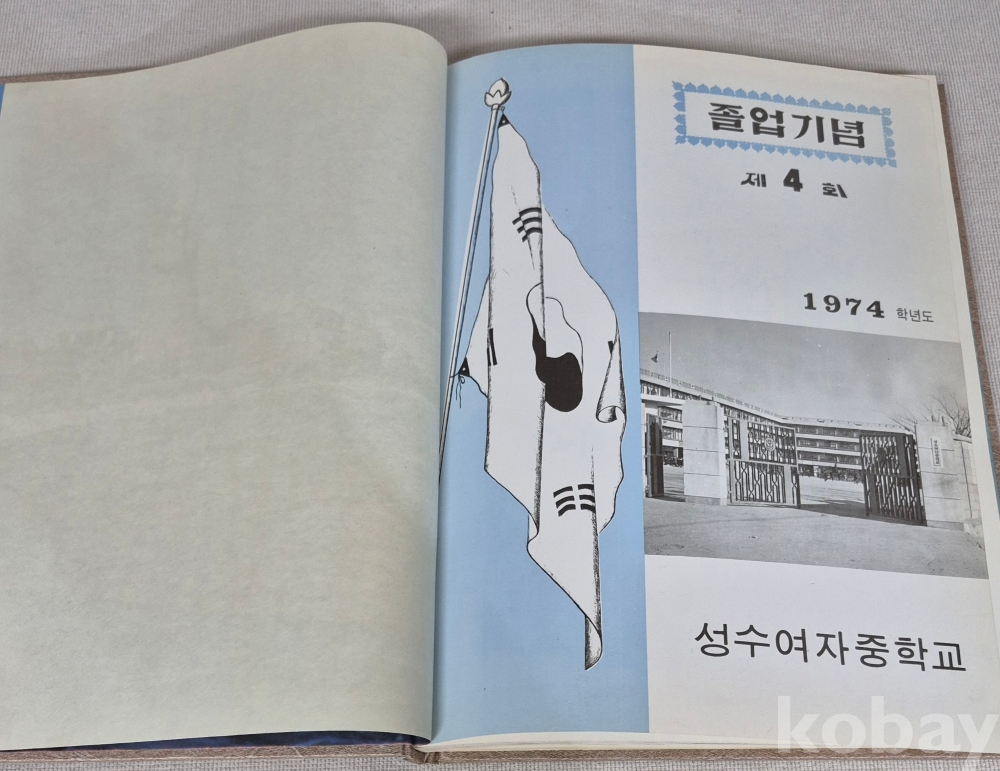 졸업기념
제 4 회
1974 학년도
성수여자중학교
kobay